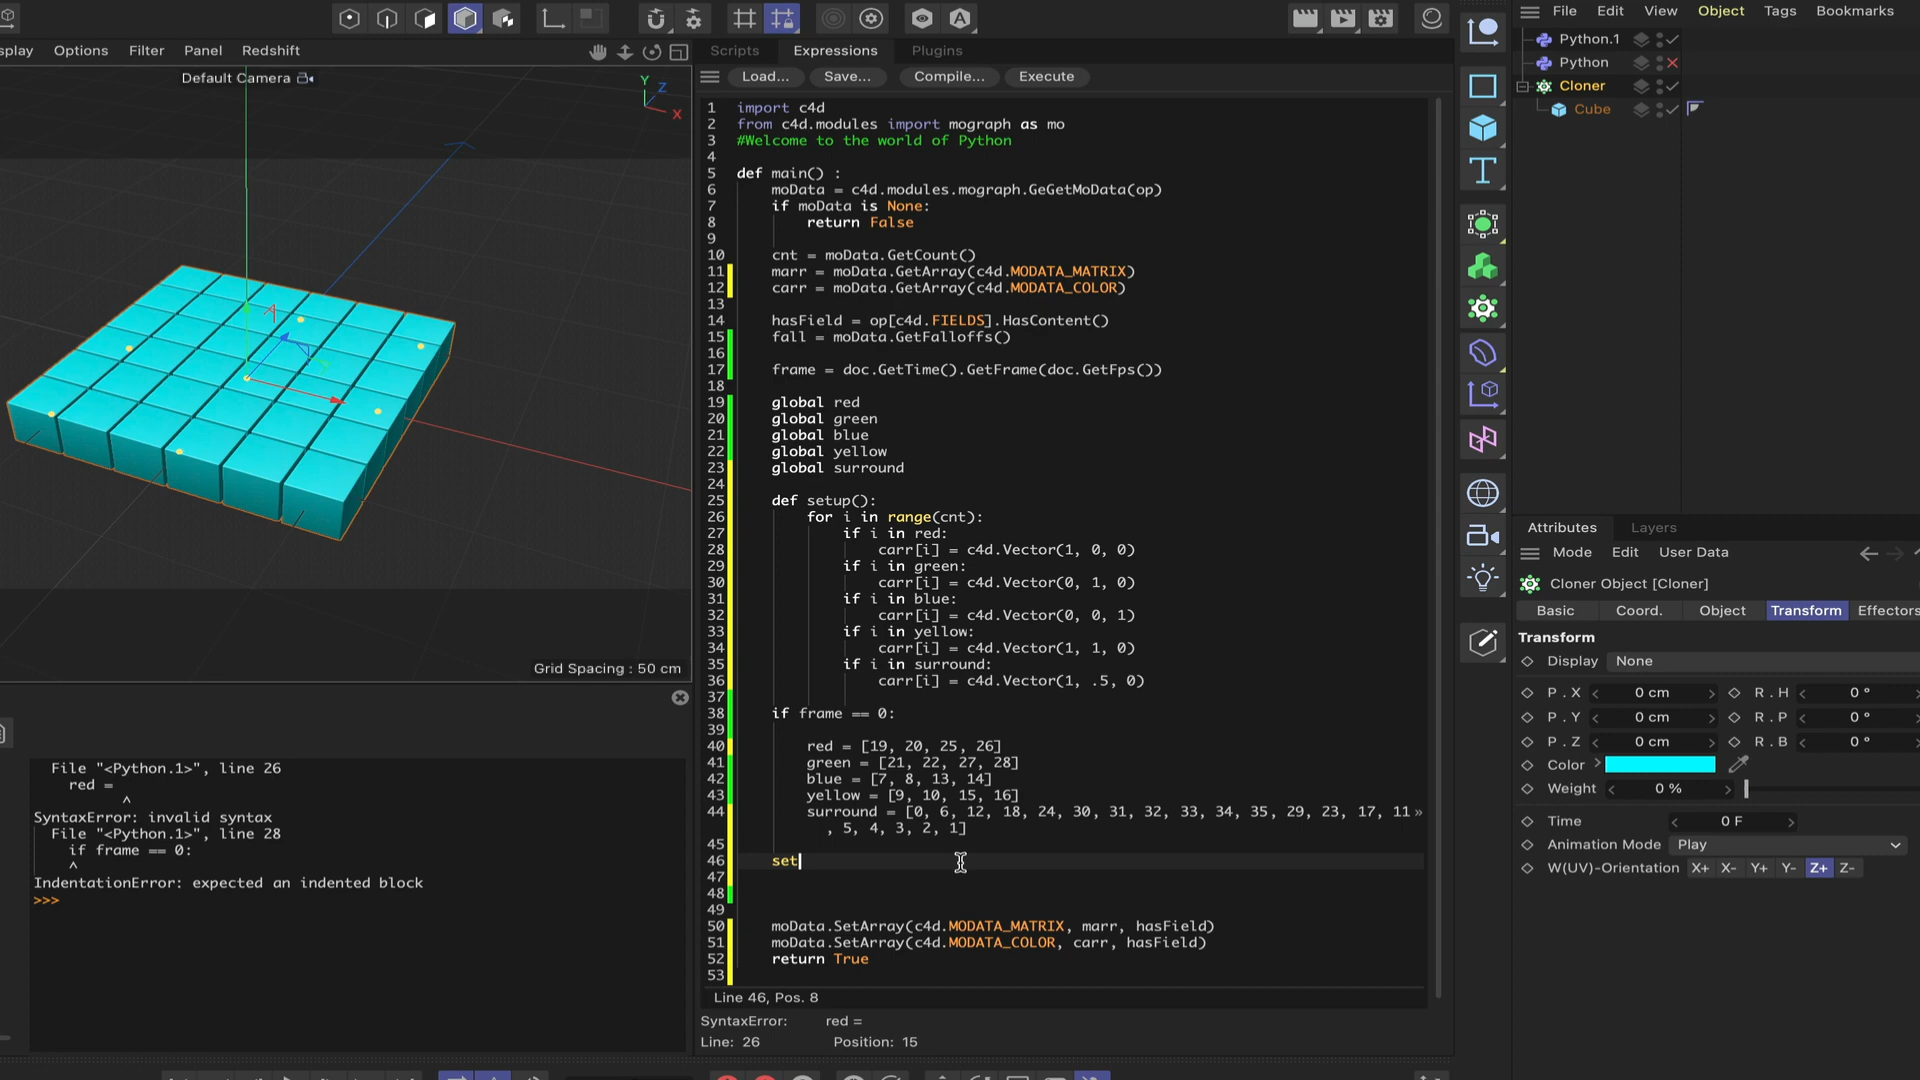 File Edit View Object Tags Bookmarks
splay Options Filter Panel Redshift
Scripts Expressions Plugins
Load... Save... Compile... Execute
Python.1
Python
Cloner
Cube
Default Camera
Y
Z
X
1 import c4d
2 from c4d.modules import mograph as mo
3 #Welcome to the world of Python
4
5 def main() :
6 moData = c4d.modules.mograph.GeGetMoData(op)
7 if moData is None:
8 return False
9
10 cnt = moData.GetCount()
11 marr = moData.GetArray(c4d.MODATA_MATRIX)
12 carr = moData.GetArray(c4d.MODATA_COLOR)
13
14 hasField = op[c4d.FIELDS].HasContent()
15 fall = moData.GetFalloffs()
16
17 frame = doc.GetTime().GetFrame(doc.GetFps())
18
19 global red
20 global green
21 global blue
22 global yellow
23 global surround
24
25 def setup():
26 for i in range(cnt):
27 if i in red:
28 carr[i] = c4d.Vector(1, 0, 0)
29 if i in green:
30 carr[i] = c4d.Vector(0, 1, 0)
31 if i in blue:
32 carr[i] = c4d.Vector(0, 0, 1)
33 if i in yellow:
34 carr[i] = c4d.Vector(1, 1, 0)
35 if i in surround:
36 carr[i] = c4d.Vector(1, .5, 0)
37
38 if frame == 0:
39
40 red = [19, 20, 25, 26]
41 green = [21, 22, 27, 28]
42 blue = [7, 8, 13, 14]
43 yellow = [9, 10, 15, 16]
44 surround = [0, 6, 12, 18, 24, 30, 31, 32, 33, 34, 35, 29, 23, 17, 11 »
, 5, 4, 3, 2, 1]
45
46 set
47
48
49
50 moData.SetArray(c4d.MODATA_MATRIX, marr, hasField)
51 moData.SetArray(c4d.MODATA_COLOR, carr, hasField)
52 return True
53
Line 46, Pos. 8
SyntaxError: red =
Line: 26 Position: 15
Grid Spacing : 50 cm
File "<Python.1>", line 26
red =
^
SyntaxError: invalid syntax
File "<Python.1>", line 28
if frame == 0:
^
IndentationError: expected an indented block
>>>
Attributes Layers
Mode Edit User Data
Cloner Object [Cloner]
Basic Coord. Object Transform Effectors
Transform
Display None
P . X 0 cm R . H 0 °
P . Y 0 cm R . P 0 °
P . Z 0 cm R . B 0 °
Color
Weight 0 %
Time 0 F
Animation Mode Play
W(UV)-Orientation X+ X- Y+ Y- Z+ Z-